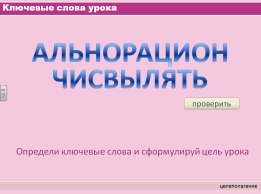 Ключевые слова урока
АЛЬНОРАЦИОН
ЧИСВЫЛЯТЬ
проверить
Определи ключевые слова и сформулируй цель урока
целеполагание